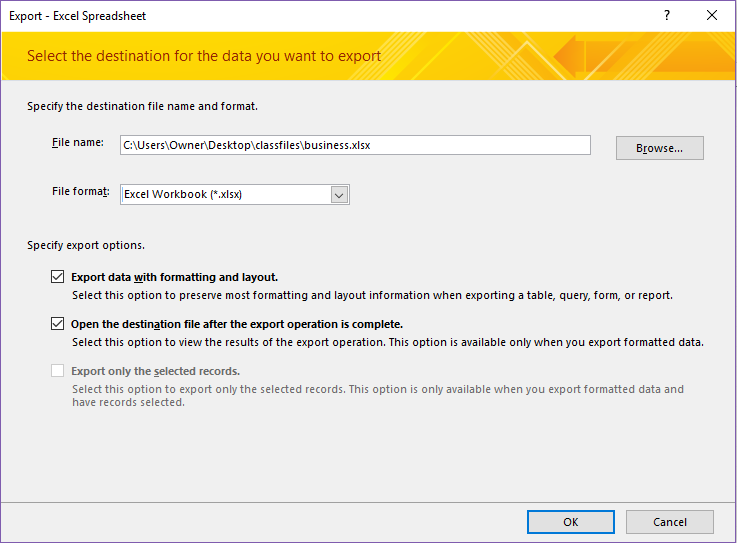 Export - Excel Spreadsheet ?
Select the destination for the data you want to export
Specify the destination file name and format.
File name: C:\Users\Owner\Desktop\classfiles\business.xlsx Browse...
File format: Excel Workbook (*.xlsx)
Specify export options.
Export data with formatting and layout.
Select this option to preserve most formatting and layout information when exporting a table, query, form, or report.
Open the destination file after the export operation is complete.
Select this option to view the results of the export operation. This option is available only when you export formatted data.
Export only the selected records.
Select this option to export only the selected records. This option is only available when you export formatted data and
have records selected.
OK Cancel